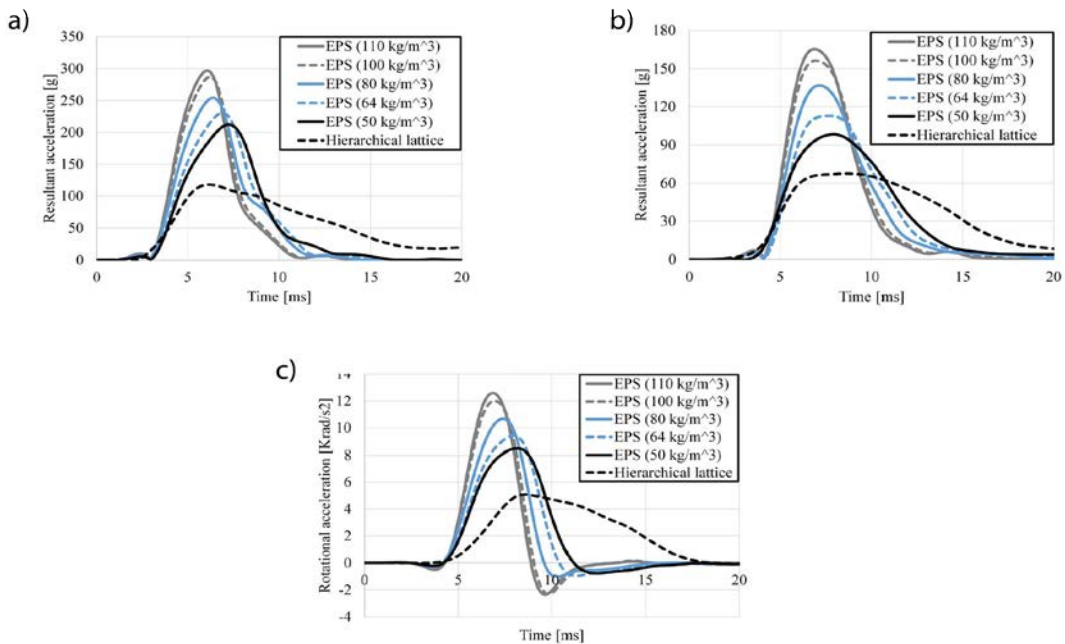 a)
350
300
250
200
150
100
50
0
Resultant acceleration [g]
EPS (110 kg/m^3)
EPS (100 kg/m^3)
EPS (80 kg/m^3)
EPS (64 kg/m^3)
EPS (50 kg/m^3)
Hierarchical lattice
0 5 10 15 20
Time [ms]
b)
180
150
120
90
60
30
0
Resultant acceleration [g]
EPS (110 kg/m^3)
EPS (100 kg/m^3)
EPS (80 kg/m^3)
EPS (64 kg/m^3)
EPS (50 kg/m^3)
Hierarchical lattice
0 5 10 15 20
Time [ms]
c)
14
12
10
8
6
4
2
0
-2
-4
Rotational acceleration [Krad/s2]
EPS (110 kg/m^3)
EPS (100 kg/m^3)
EPS (80 kg/m^3)
EPS (64 kg/m^3)
EPS (50 kg/m^3)
Hierarchical lattice
0 5 10 15 20
Time [ms]